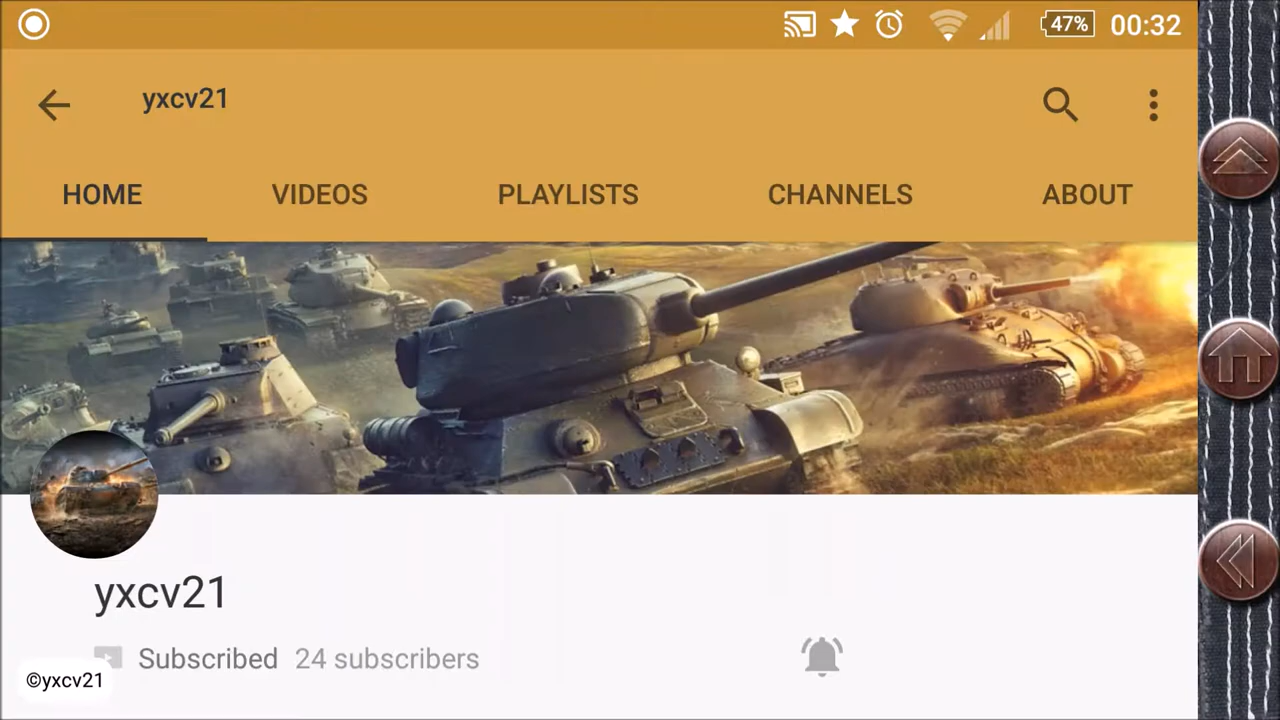 47% 00:32
yxcv21
HOME VIDEOS PLAYLISTS CHANNELS ABOUT
yxcv21
Subscribed 24 subscribers
©yxcv21